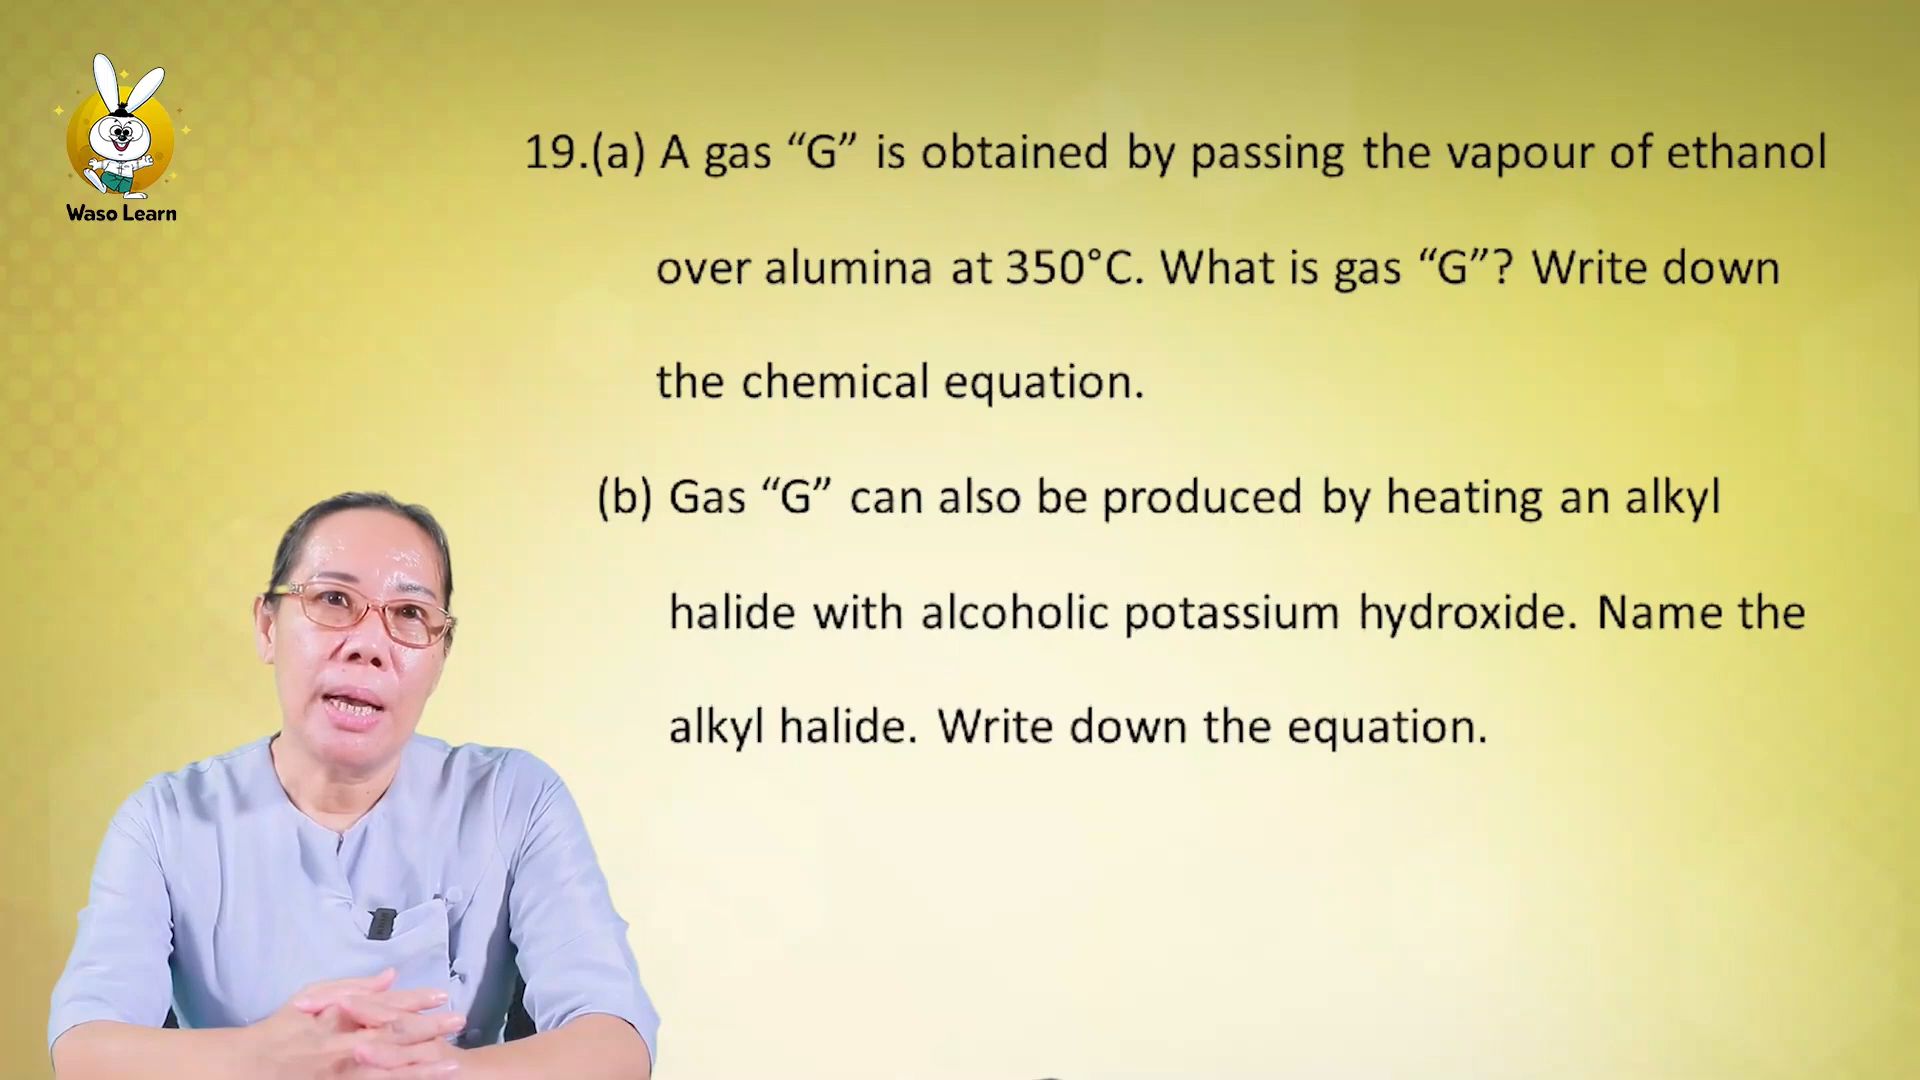 Waso Learn
19.(a) A gas “G” is obtained by passing the vapour of ethanol
over alumina at 350°C. What is gas “G”? Write down
the chemical equation.
(b) Gas “G” can also be produced by heating an alkyl
halide with alcoholic potassium hydroxide. Name the
alkyl halide. Write down the equation.